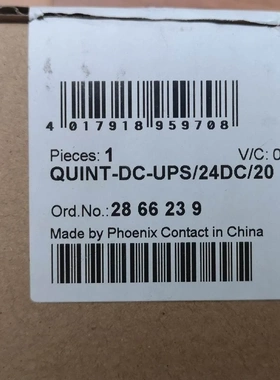 4 017918 959708
Pieces: 1 V/C: 0
QUINT-DC-UPS/24DC/20
Ord.No.: 28 66 23 9
Made by Phoenix Contact in China